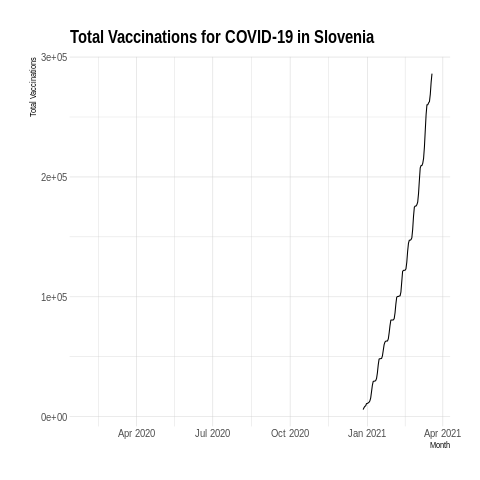 Total Vaccinations for COVID-19 in Slovenia
Total Vaccinations
3e+05
2e+05
1e+05
0e+00
Apr 2020 Jul 2020 Oct 2020 Jan 2021 Apr 2021
Month